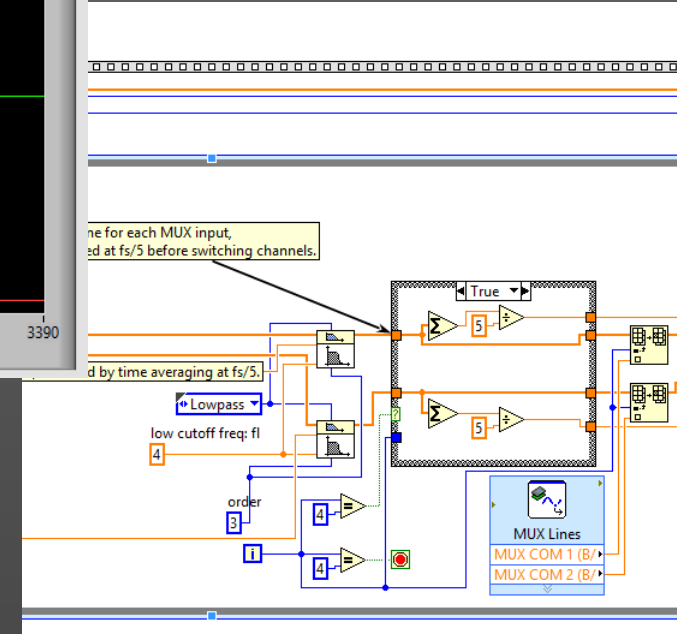 ne for each MUX input,
ed at fs/5 before switching channels.
True
3390
5
d by time averaging at fs/5.
Lowpass
low cutoff freq: fl
4
5
order
3
4
MUX Lines
i
4
MUX COM 1 (B/
MUX COM 2 (B/